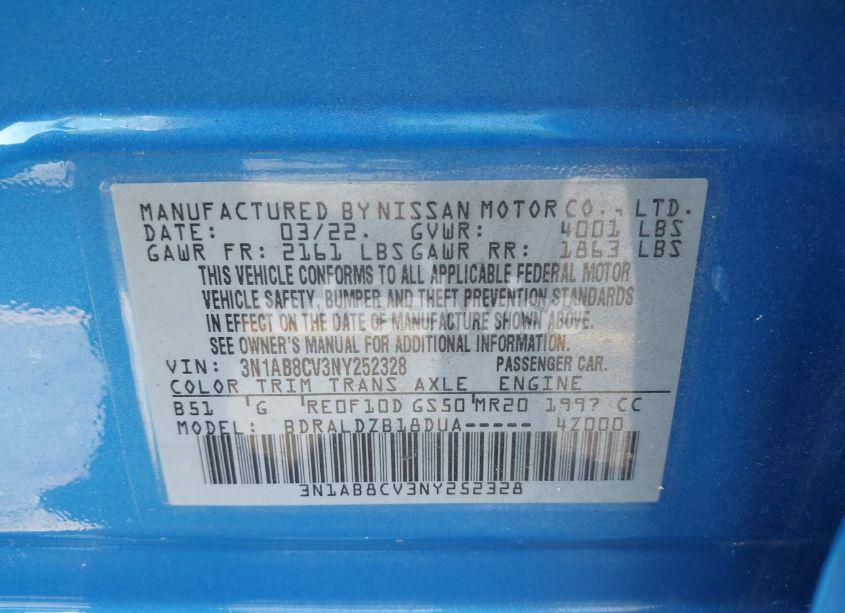 MANUFACTURED BY NISSAN MOTOR CO., LTD.
DATE: 03/22. GVWR: 4001 LBS
GAWR FR: 2161 LBS GAWR RR: 1863 LBS
THIS VEHICLE CONFORMS TO ALL APPLICABLE FEDERAL MOTOR
VEHICLE SAFETY, BUMPER AND THEFT PREVENTION STANDARDS
IN EFFECT ON THE DATE OF MANUFACTURE SHOWN ABOVE.
SEE OWNER'S MANUAL FOR ADDITIONAL INFORMATION.
VIN: 3N1AB8CV3NY252328 PASSENGER CAR.
COLOR TRIM TRANS AXLE ENGINE
B51 G RE0F10D GS50 MR20 1997 CC
MODEL: BDRALDZB18DUA----- 4Z000
3N1AB8CV3NY252328